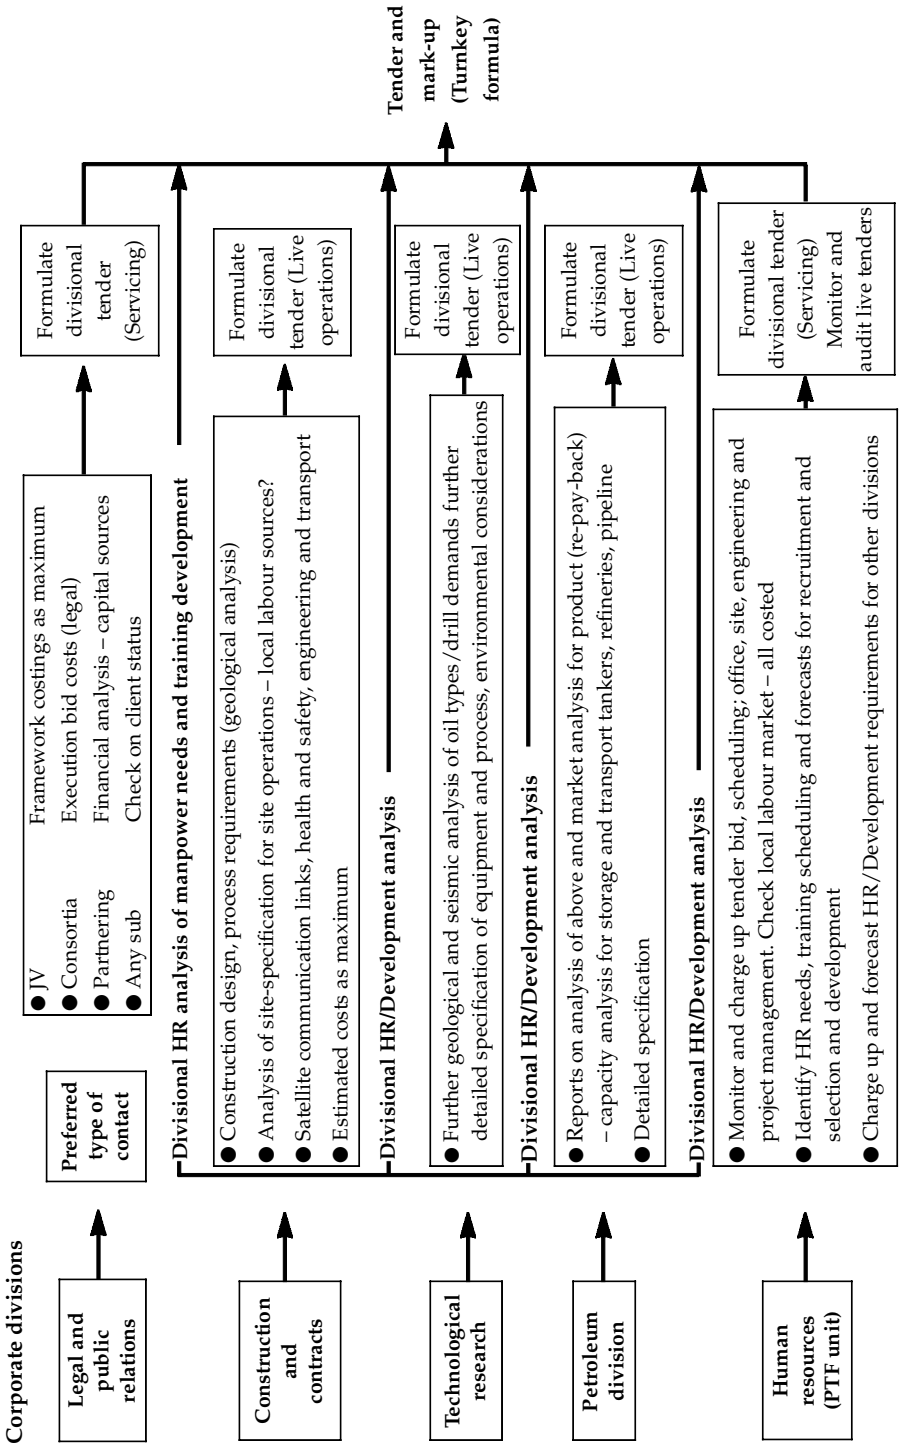 Corporate divisions
Legal and
public
relations
Preferred
type of
contact
● JV Framework costings as maximum
● Consortia Execution bid costs (legal)
● Partnering Financial analysis – capital sources
● Any sub Check on client status
Formulate
divisional
tender
(Servicing)
Divisional HR analysis of manpower needs and training development
Construction
and
contracts
● Construction design, process requirements (geological analysis)
● Analysis of site-specification for site operations – local labour sources?
● Satellite communication links, health and safety, engineering and transport
● Estimated costs as maximum
Formulate
divisional
tender (Live
operations)
Divisional HR/Development analysis
Technological
research
● Further geological and seismic analysis of oil types/drill demands further
detailed specification of equipment and process, environmental considerations
Formulate
divisional
tender (Live
operations)
Divisional HR/Development analysis
Petroleum
division
● Reports on analysis of above and market analysis for product (re-pay-back)
– capacity analysis for storage and transport tankers, refineries, pipeline
● Detailed specification
Formulate
divisional
tender (Live
operations)
Divisional HR/Development analysis
Human
resources
(PTF unit)
● Monitor and charge up tender bid, scheduling; office, site, engineering and
project management. Check local labour market – all costed
● Identify HR needs, training scheduling and forecasts for recruitment and
selection and development
● Charge up and forecast HR/Development requirements for other divisions
Formulate
divisional tender
(Servicing)
Monitor and
audit live tenders
Tender and
mark-up
(Turnkey
formula)